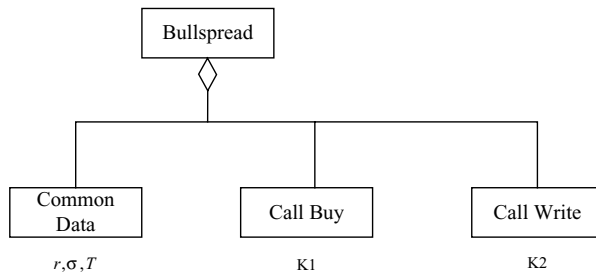 Bullspread
Common
Data
Call Buy
Call Write
r,σ,T
K1
K2